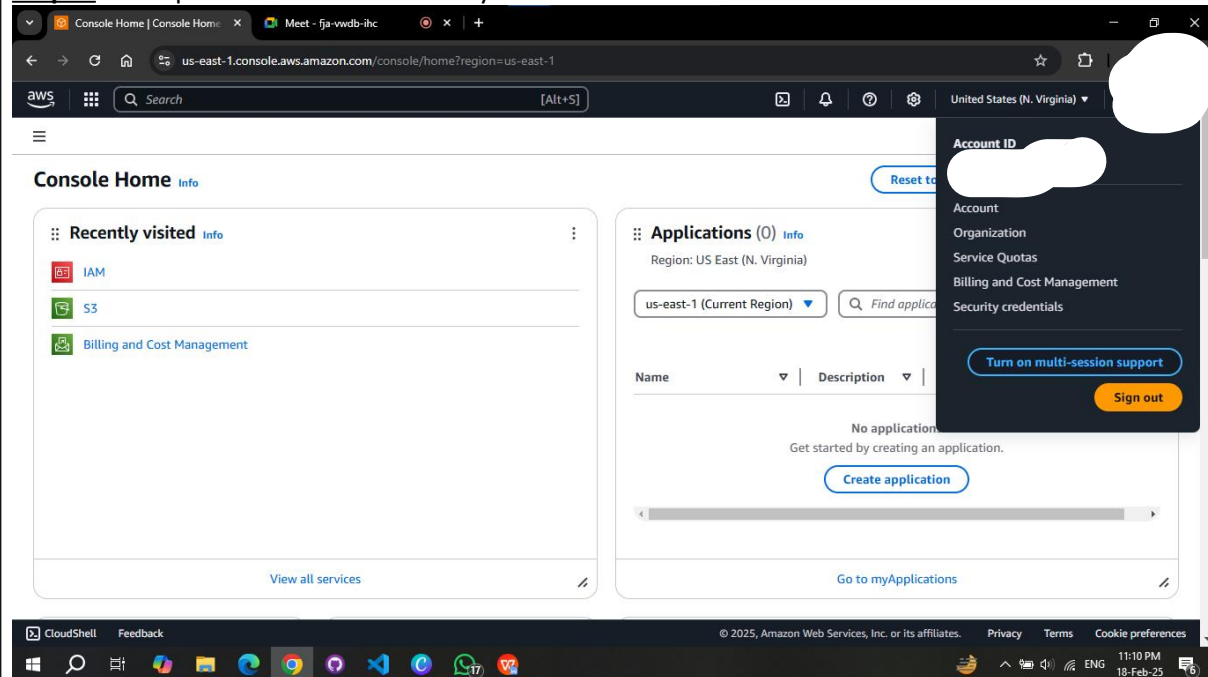 Console Home | Console Home
Meet - fja-vwdb-ihc
us-east-1.console.aws.amazon.com/console/home?region=us-east-1
aws
Search
[Alt+S]
United States (N. Virginia)
Account ID
Console Home Info
Reset to
Account
Organization
Service Quotas
Billing and Cost Management
Security credentials
Turn on multi-session support
Sign out
Recently visited Info
IAM
S3
Billing and Cost Management
View all services
Applications (0) Info
Region: US East (N. Virginia)
us-east-1 (Current Region)
Find applica
Name
Description
No application
Get started by creating an application.
Create application
Go to myApplications
CloudShell
Feedback
© 2025, Amazon Web Services, Inc. or its affiliates.
Privacy
Terms
Cookie preferences
17
ENG
11:10 PM
18-Feb-25
6